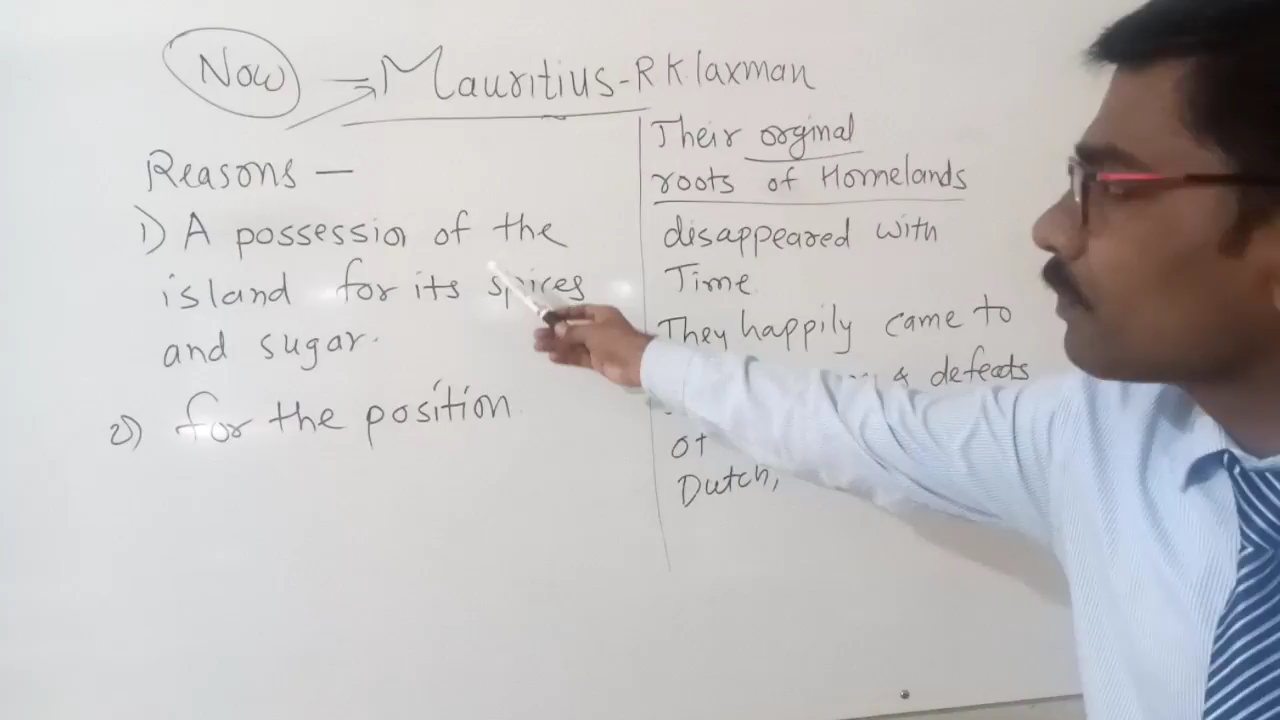 Now → Mauritius - R K laxman
Reasons —
1) A possession of the
island for its spices
and sugar.
2) for the position
Their orginal
roots of Homelands
disappeared with
Time
They happily came to
& defeats
of
Dutch,